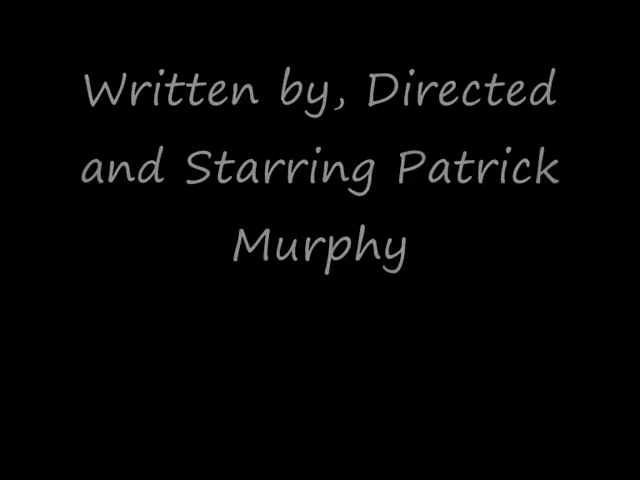 Written by, Directed
and Starring Patrick
Murphy